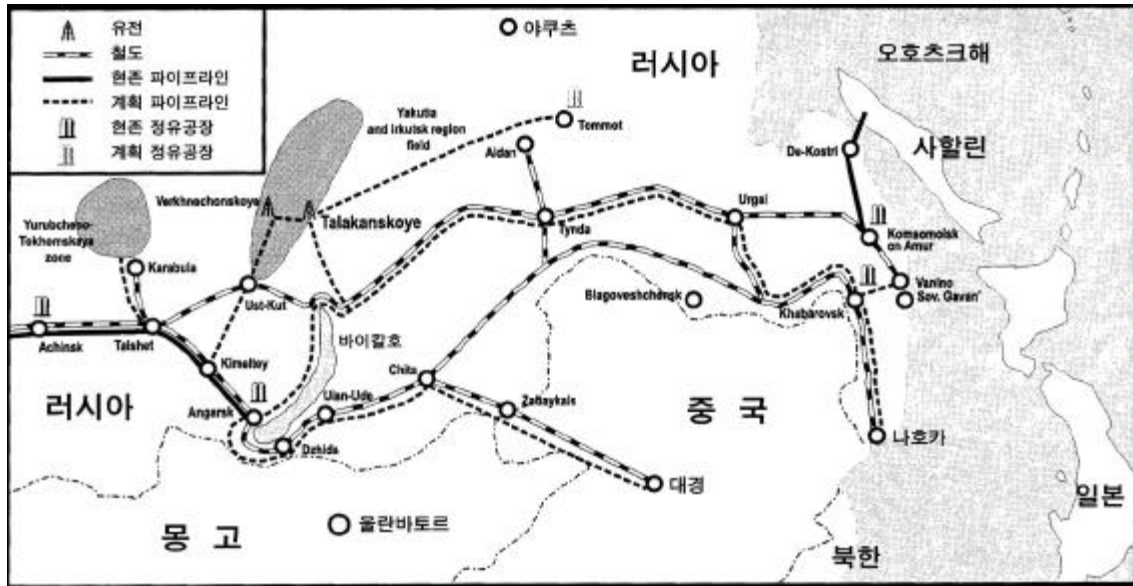 유전
철도
현존 파이프라인
계획 파이프라인
현존 정유공장
계획 정유공장
야쿠츠
러시아
오호츠크해
Yakutia
and Irkutsk region
field
Tommot
Aldan
De-Kastri
사할린
Verkhnechonskoye
Talakanskoye
Urgal
Yurubcheno-
Tokhomskaya
zone
Tynda
Komsomolsk
on Amur
Karabula
Ust-Kut
Blagoveshchensk
Khabarovsk
Vanino
Sov. Gavan'
Achinsk
Taishet
바이칼호
Kimeltey
Chita
러시아
Angarsk
Ulan-Ude
Zabaykals
중 국
Dzhida
나호카
대경
일본
몽 고
울란바토르
북한